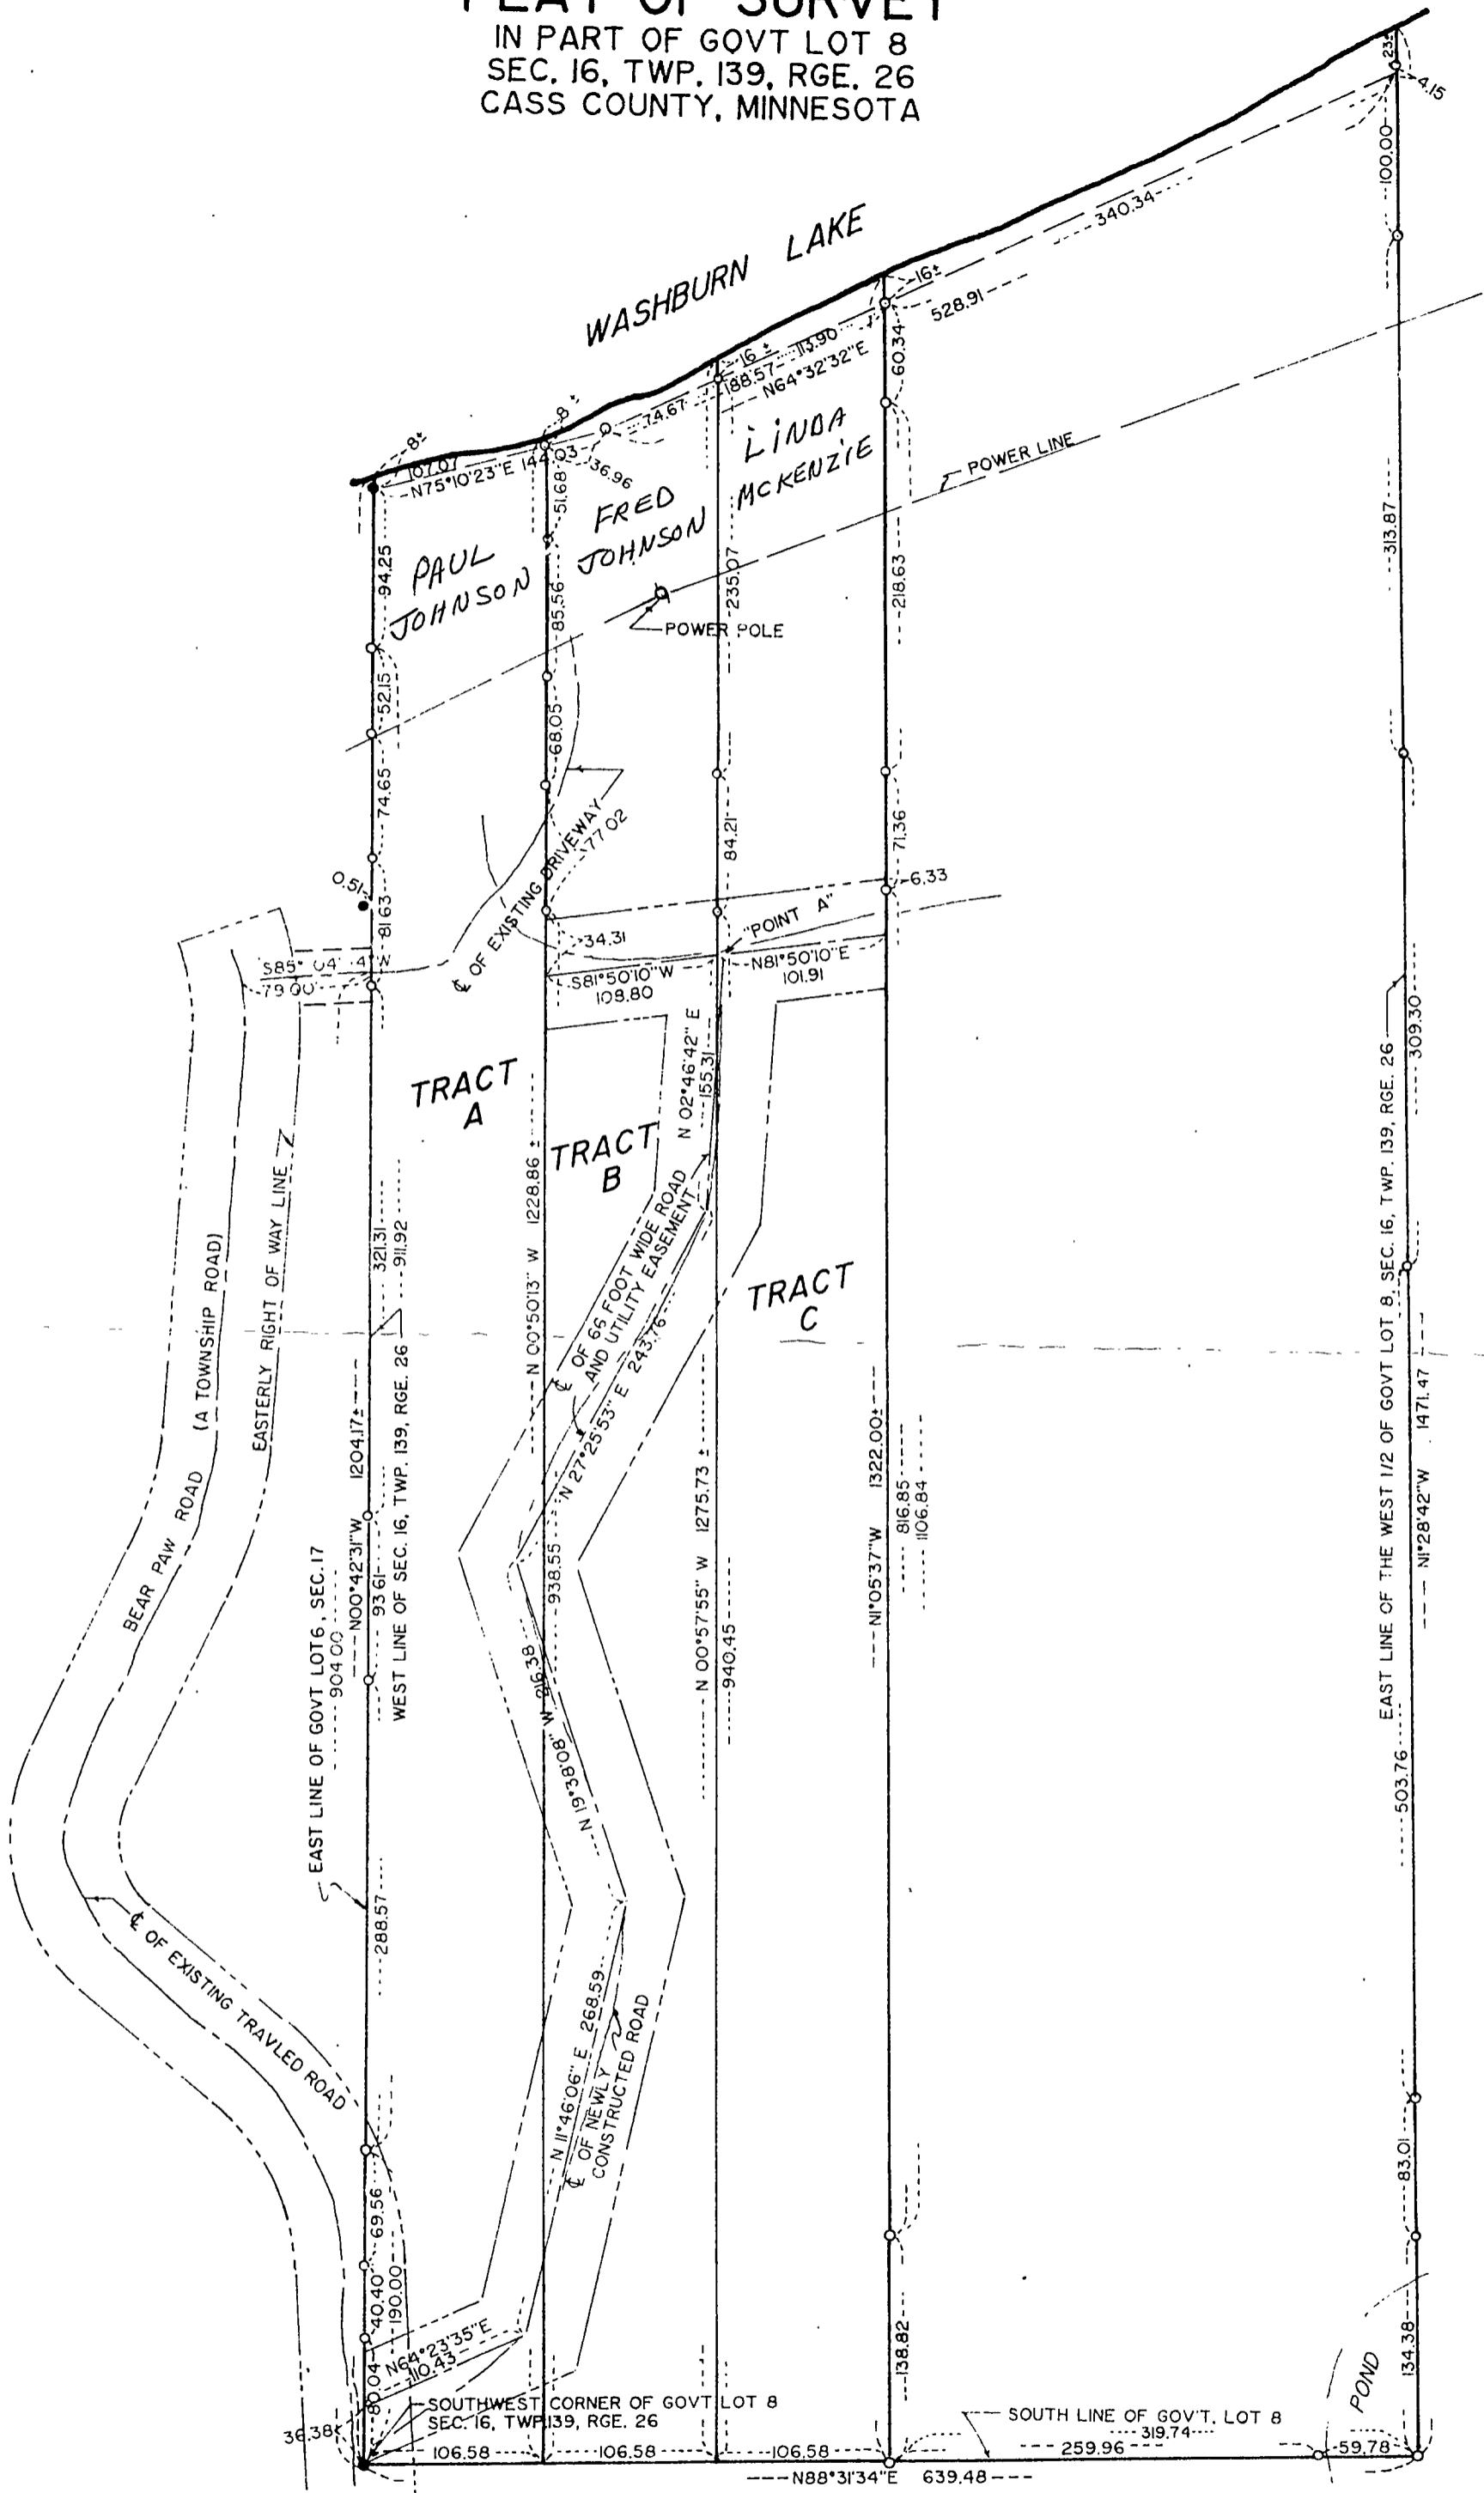 PLAT OF SURVEY
IN PART OF GOVT LOT 8
SEC. 16, TWP. 139, RGE. 26
CASS COUNTY, MINNESOTA
23±
4.15
100.00
340.34
WASHBURN LAKE
16±
528.91
60.34
16±
113.90
188.57
N64°32'32"E
74.67
8±
8±
107.07
N75°10'23"E 144.03
36.96
51.68
LINDA
MCKENZIE
FRED
JOHNSON
PAUL
JOHNSON
POWER LINE
94.25
85.56
235.07
218.63
313.87
POWER POLE
52.15
68.05
74.65
84.21
71.36
℄ OF EXISTING DRIVEWAY
77.02
0.51
81.63
6.33
34.31
"POINT A"
S81°50'10"W
109.80
N81°50'10"E
101.91
79.00
N 02°46'42" E
155.31
309.30
TRACT
A
TRACT
B
TRACT
C
1228.86 ±
N 00°50'13" W
℄ OF 66 FOOT WIDE ROAD
AND UTILITY EASEMENT
N 27°25'53" E 243.76
321.31
911.92
BEAR PAW ROAD (A TOWNSHIP ROAD)
EASTERLY RIGHT OF WAY LINE
N00°42'31"W 1204.17±
93.61
WEST LINE OF SEC. 16, TWP. 139, RGE. 26
EAST LINE OF GOVT LOT 6, SEC. 17
904.00
938.55
216.38
N 19°38'08" W
N 00°57'55" W 1275.73 ±
940.45
N1°05'37"W 1322.00±
816.85
1106.84
EAST LINE OF THE WEST 1/2 OF GOVT LOT 8, SEC. 16, TWP. 139, RGE. 26
N1°28'42"W 1471.47
503.76
288.57
℄ OF EXISTING TRAVLED ROAD
N 11°46'06" E 268.59
℄ OF NEWLY
CONSTRUCTED ROAD
69.56
40.40
190.00
80.04
N64°23'35"E
110.43
83.01
134.38
138.82
POND
36.38
SOUTHWEST CORNER OF GOVT LOT 8
SEC. 16, TWP. 139, RGE. 26
SOUTH LINE OF GOV'T. LOT 8
319.74
259.96
59.78
106.58
106.58
106.58
N88°31'34"E 639.48